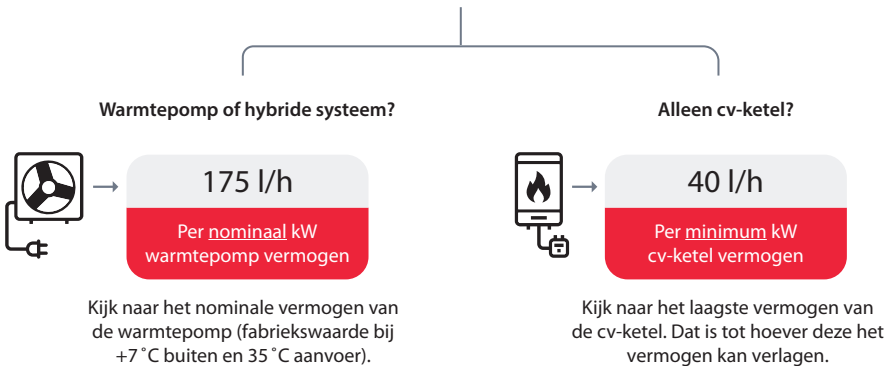 Warmtepomp of hybride systeem?
175 l/h
Per nominaal kW
warmtepomp vermogen
Kijk naar het nominale vermogen van
de warmtepomp (fabriekswaarde bij
+7 ˚C buiten en 35 ˚C aanvoer).
Alleen cv-ketel?
40 l/h
Per minimum kW
cv-ketel vermogen
Kijk naar het laagste vermogen van
de cv-ketel. Dat is tot hoever deze het
vermogen kan verlagen.